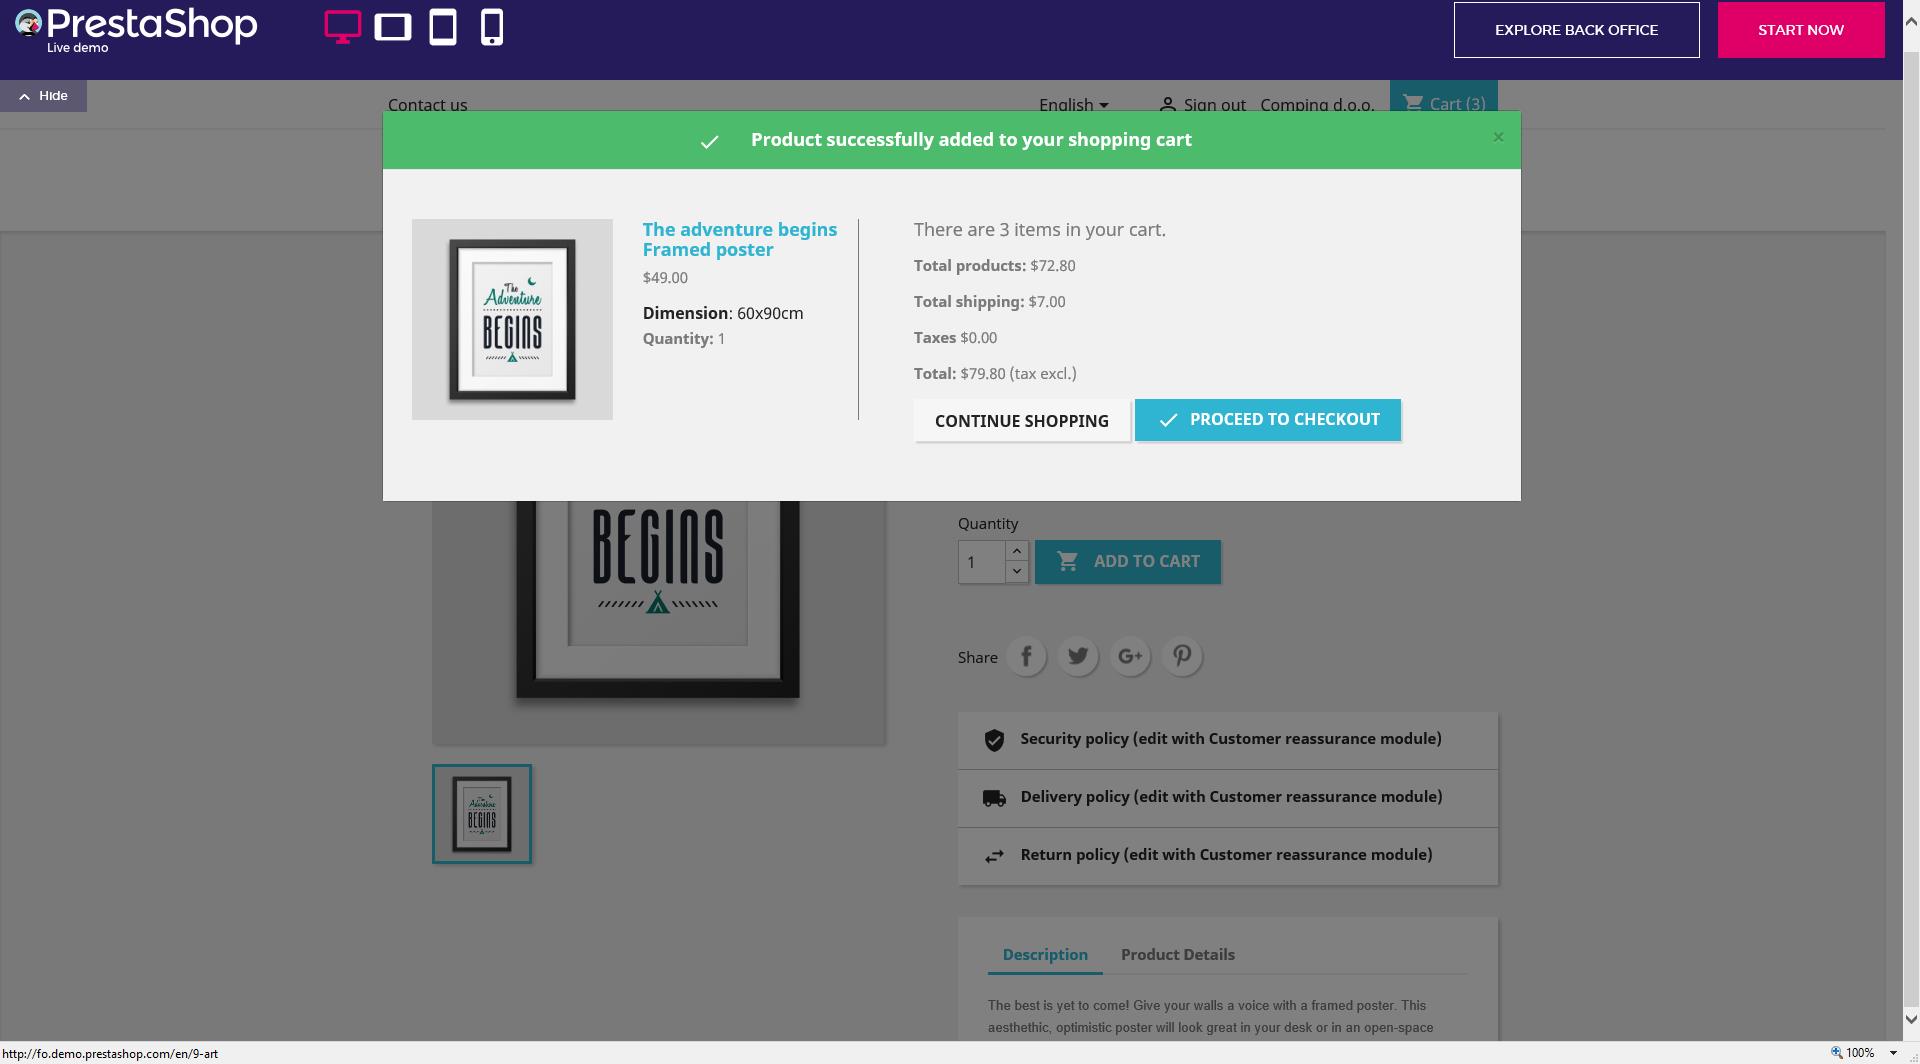 PrestaShop
Live demo
EXPLORE BACK OFFICE
START NOW
Hide
Contact us
English
Sign out
Comping d.o.o.
Cart (3)
Product successfully added to your shopping cart
×
The Adventure BEGINS
The adventure begins
Framed poster
$49.00
Dimension: 60x90cm
Quantity: 1
There are 3 items in your cart.
Total products: $72.80
Total shipping: $7.00
Taxes $0.00
Total: $79.80 (tax excl.)
CONTINUE SHOPPING
PROCEED TO CHECKOUT
BEGINS
Quantity
1
ADD TO CART
Share
G+
Security policy (edit with Customer reassurance module)
Delivery policy (edit with Customer reassurance module)
Return policy (edit with Customer reassurance module)
The Adventure BEGINS
Description
Product Details
The best is yet to come! Give your walls a voice with a framed poster. This
aesthethic, optimistic poster will look great in your desk or in an open-space
http://fo.demo.prestashop.com/en/9-art
100%